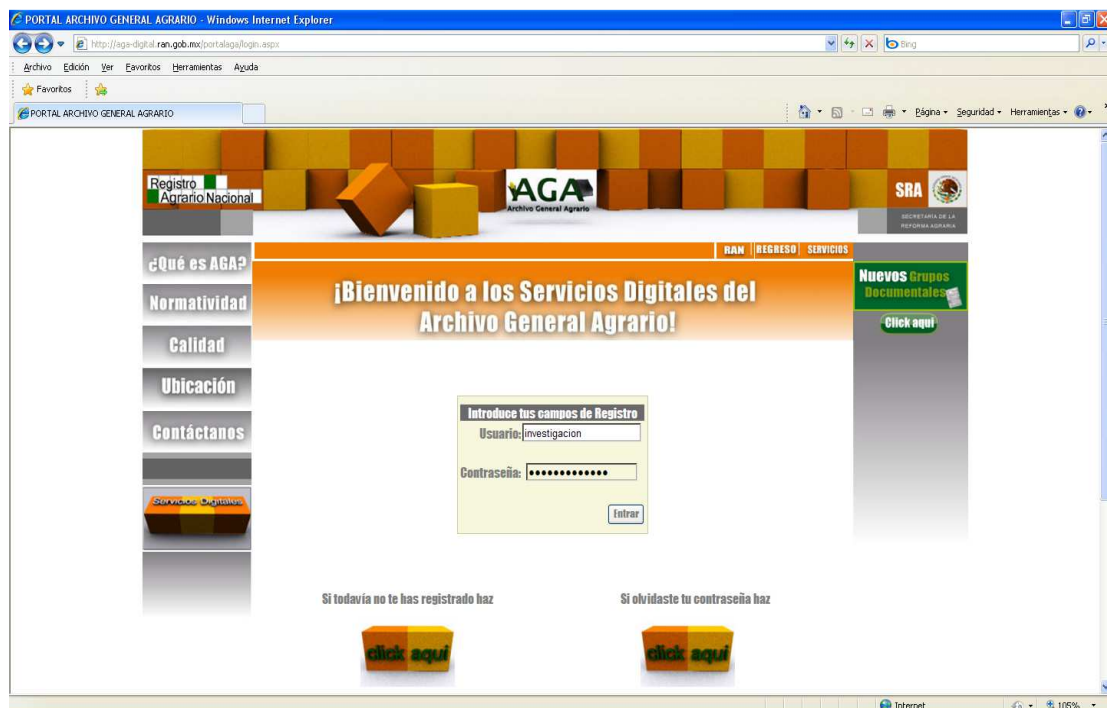 PORTAL ARCHIVO GENERAL AGRARIO - Windows Internet Explorer
http://aga-digital.ran.gob.mx/portalaga/login.aspx
Bing
Archivo Edición Ver Favoritos Herramientas Ayuda
Favoritos
PORTAL ARCHIVO GENERAL AGRARIO
Página Seguridad Herramientas
Registro
Agrario Nacional
AGA
Archivo General Agrario
SRA
SECRETARIA DE LA
REFORMA AGRARIA
RAN REGRESO SERVICIOS
¿Qué es AGA?
Normatividad
Calidad
Ubicación
Contáctanos
Servicios Digitales
¡Bienvenido a los Servicios Digitales del
Archivo General Agrario!
Nuevos Grupos
Documentales
Click aqui
Introduce tus campos de Registro
Usuario: investigacion
Contraseña: •••••••••••••
Entrar
Si todavía no te has registrado haz
click aqui
Si olvidaste tu contraseña haz
click aqui
Internet
105%